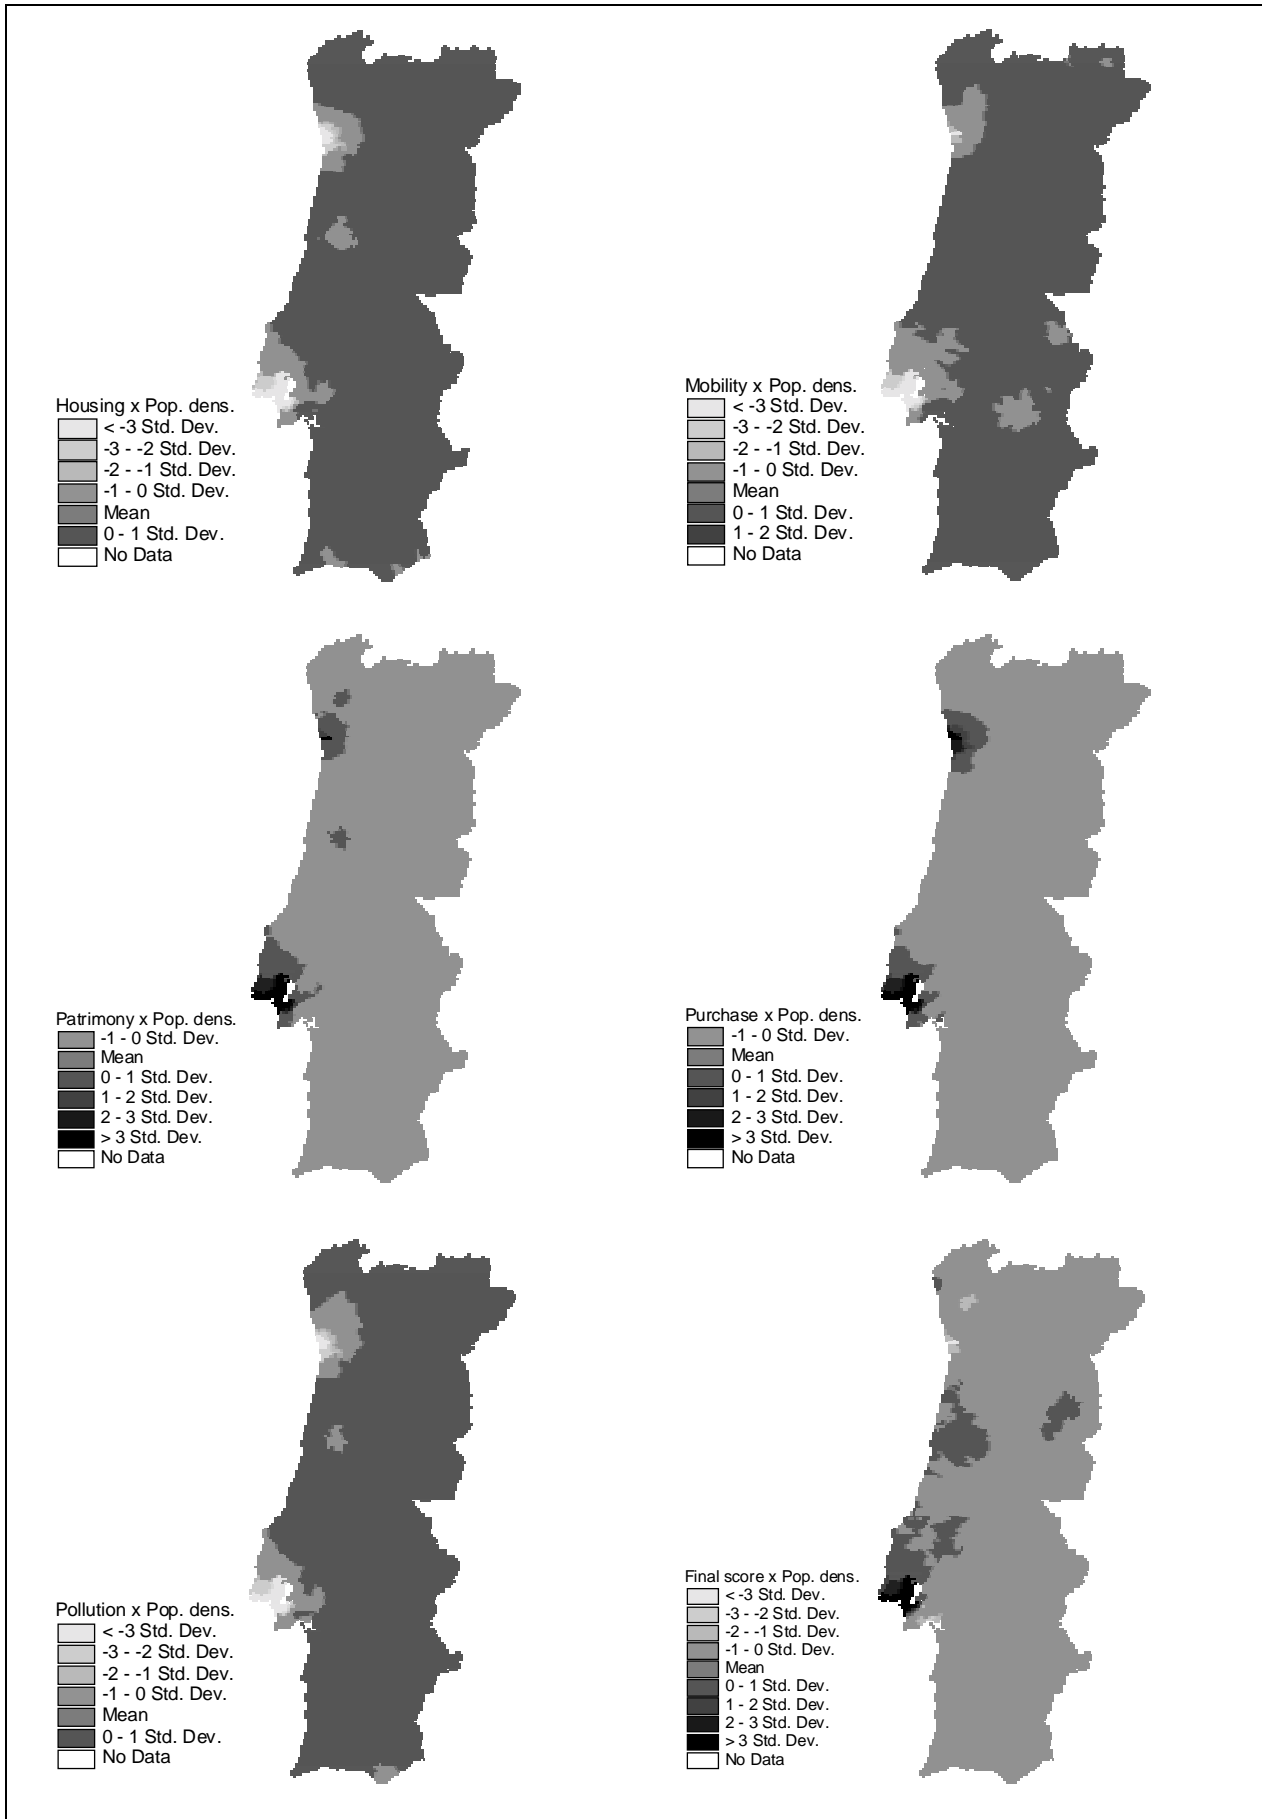 Housing x Pop. dens.
< -3 Std. Dev.
-3 - -2 Std. Dev.
-2 - -1 Std. Dev.
-1 - 0 Std. Dev.
Mean
0 - 1 Std. Dev.
No Data
Mobility x Pop. dens.
< -3 Std. Dev.
-3 - -2 Std. Dev.
-2 - -1 Std. Dev.
-1 - 0 Std. Dev.
Mean
0 - 1 Std. Dev.
1 - 2 Std. Dev.
No Data
Patrimony x Pop. dens.
-1 - 0 Std. Dev.
Mean
0 - 1 Std. Dev.
1 - 2 Std. Dev.
2 - 3 Std. Dev.
> 3 Std. Dev.
No Data
Purchase x Pop. dens.
-1 - 0 Std. Dev.
Mean
0 - 1 Std. Dev.
1 - 2 Std. Dev.
2 - 3 Std. Dev.
> 3 Std. Dev.
No Data
Pollution x Pop. dens.
< -3 Std. Dev.
-3 - -2 Std. Dev.
-2 - -1 Std. Dev.
-1 - 0 Std. Dev.
Mean
0 - 1 Std. Dev.
No Data
Final score x Pop. dens.
< -3 Std. Dev.
-3 - -2 Std. Dev.
-2 - -1 Std. Dev.
-1 - 0 Std. Dev.
Mean
0 - 1 Std. Dev.
1 - 2 Std. Dev.
2 - 3 Std. Dev.
> 3 Std. Dev.
No Data